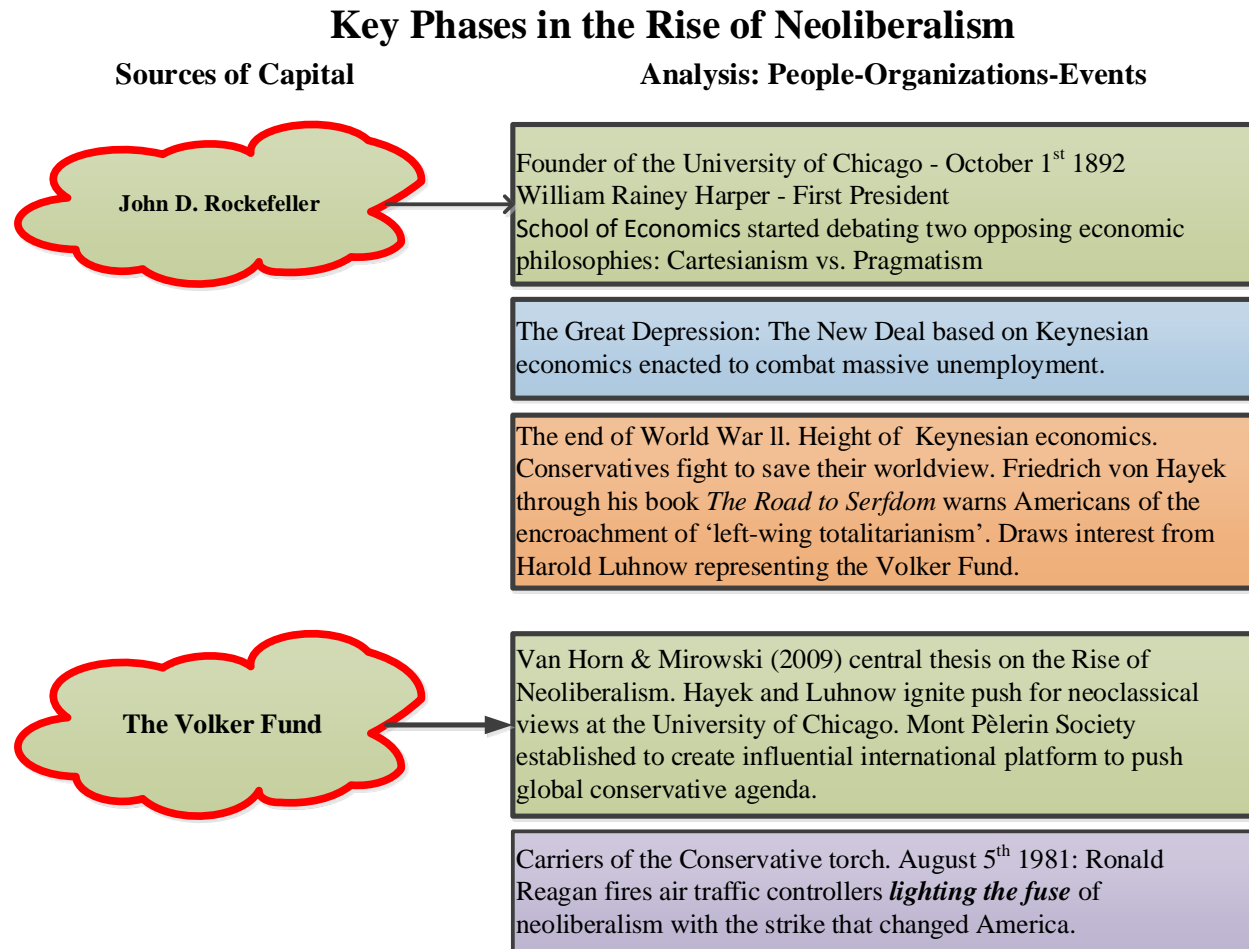 Key Phases in the Rise of Neoliberalism
Sources of Capital
Analysis: People-Organizations-Events
John D. Rockefeller
Founder of the University of Chicago - October 1st 1892
William Rainey Harper - First President
School of Economics started debating two opposing economic
philosophies: Cartesianism vs. Pragmatism
The Great Depression: The New Deal based on Keynesian
economics enacted to combat massive unemployment.
The end of World War ll. Height of Keynesian economics.
Conservatives fight to save their worldview. Friedrich von Hayek
through his book The Road to Serfdom warns Americans of the
encroachment of ‘left-wing totalitarianism’. Draws interest from
Harold Luhnow representing the Volker Fund.
The Volker Fund
Van Horn & Mirowski (2009) central thesis on the Rise of
Neoliberalism. Hayek and Luhnow ignite push for neoclassical
views at the University of Chicago. Mont Pèlerin Society
established to create influential international platform to push
global conservative agenda.
Carriers of the Conservative torch. August 5th 1981: Ronald
Reagan fires air traffic controllers lighting the fuse of
neoliberalism with the strike that changed America.